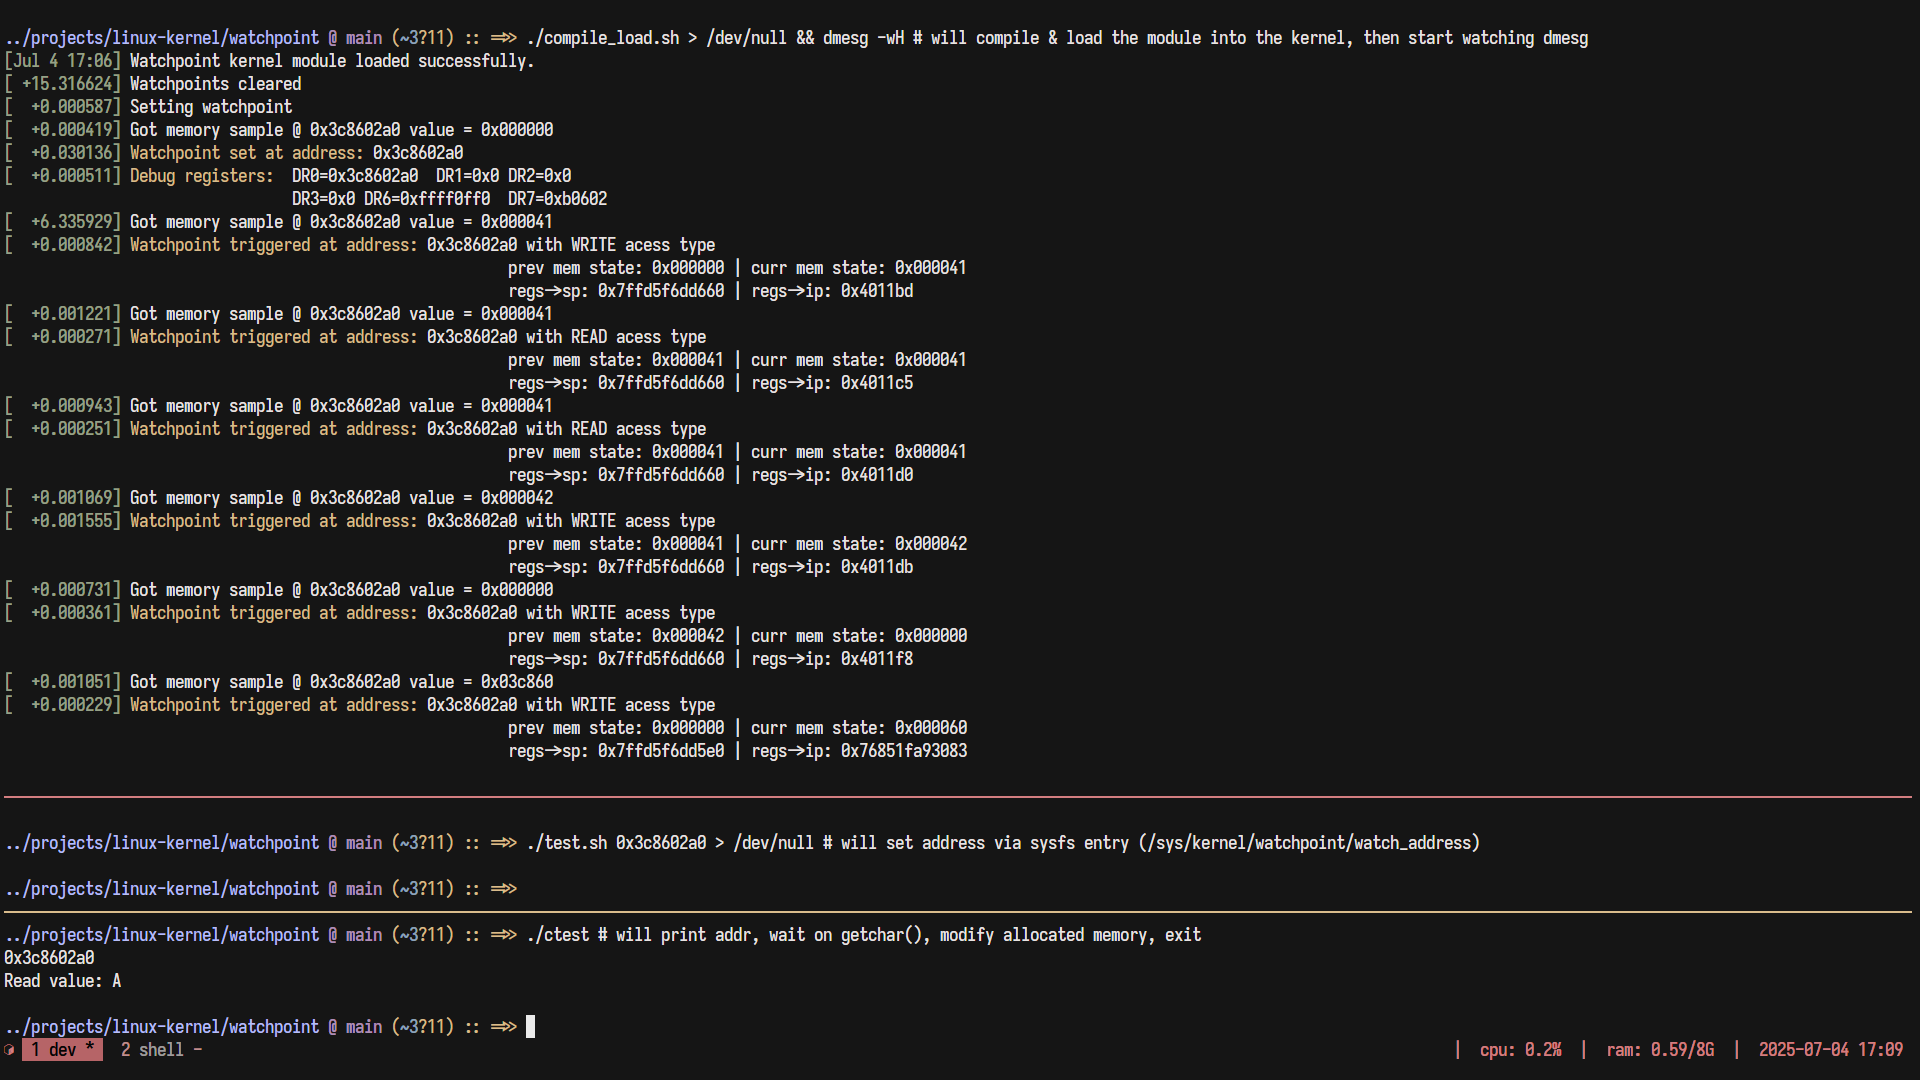 ../projects/linux-kernel/watchpoint @ main (~3?11) :: ==>> ./compile_load.sh > /dev/null && dmesg -wH # will compile & load the module into the kernel, then start watching dmesg
[Jul 4 17:06] Watchpoint kernel module loaded successfully.
[ +15.316624] Watchpoints cleared
[  +0.000587] Setting watchpoint
[  +0.000419] Got memory sample @ 0x3c8602a0 value = 0x000000
[  +0.030136] Watchpoint set at address: 0x3c8602a0
[  +0.000511] Debug registers:  DR0=0x3c8602a0  DR1=0x0 DR2=0x0
DR3=0x0 DR6=0xffff0ff0  DR7=0xb0602
[  +6.335929] Got memory sample @ 0x3c8602a0 value = 0x000041
[  +0.000842] Watchpoint triggered at address: 0x3c8602a0 with WRITE acess type
prev mem state: 0x000000 | curr mem state: 0x000041
regs->sp: 0x7ffd5f6dd660 | regs->ip: 0x4011bd
[  +0.001221] Got memory sample @ 0x3c8602a0 value = 0x000041
[  +0.000271] Watchpoint triggered at address: 0x3c8602a0 with READ acess type
prev mem state: 0x000041 | curr mem state: 0x000041
regs->sp: 0x7ffd5f6dd660 | regs->ip: 0x4011c5
[  +0.000943] Got memory sample @ 0x3c8602a0 value = 0x000041
[  +0.000251] Watchpoint triggered at address: 0x3c8602a0 with READ acess type
prev mem state: 0x000041 | curr mem state: 0x000041
regs->sp: 0x7ffd5f6dd660 | regs->ip: 0x4011d0
[  +0.001069] Got memory sample @ 0x3c8602a0 value = 0x000042
[  +0.001555] Watchpoint triggered at address: 0x3c8602a0 with WRITE acess type
prev mem state: 0x000041 | curr mem state: 0x000042
regs->sp: 0x7ffd5f6dd660 | regs->ip: 0x4011db
[  +0.000731] Got memory sample @ 0x3c8602a0 value = 0x000000
[  +0.000361] Watchpoint triggered at address: 0x3c8602a0 with WRITE acess type
prev mem state: 0x000042 | curr mem state: 0x000000
regs->sp: 0x7ffd5f6dd660 | regs->ip: 0x4011f8
[  +0.001051] Got memory sample @ 0x3c8602a0 value = 0x03c860
[  +0.000229] Watchpoint triggered at address: 0x3c8602a0 with WRITE acess type
prev mem state: 0x000000 | curr mem state: 0x000060
regs->sp: 0x7ffd5f6dd5e0 | regs->ip: 0x76851fa93083
../projects/linux-kernel/watchpoint @ main (~3?11) :: ==>> ./test.sh 0x3c8602a0 > /dev/null # will set address via sysfs entry (/sys/kernel/watchpoint/watch_address)
../projects/linux-kernel/watchpoint @ main (~3?11) :: ==>>
../projects/linux-kernel/watchpoint @ main (~3?11) :: ==>> ./ctest # will print addr, wait on getchar(), modify allocated memory, exit
0x3c8602a0
Read value: A
../projects/linux-kernel/watchpoint @ main (~3?11) :: ==>>
1 dev *  2 shell -  |  cpu: 0.2%  |  ram: 0.59/8G  |  2025-07-04 17:09